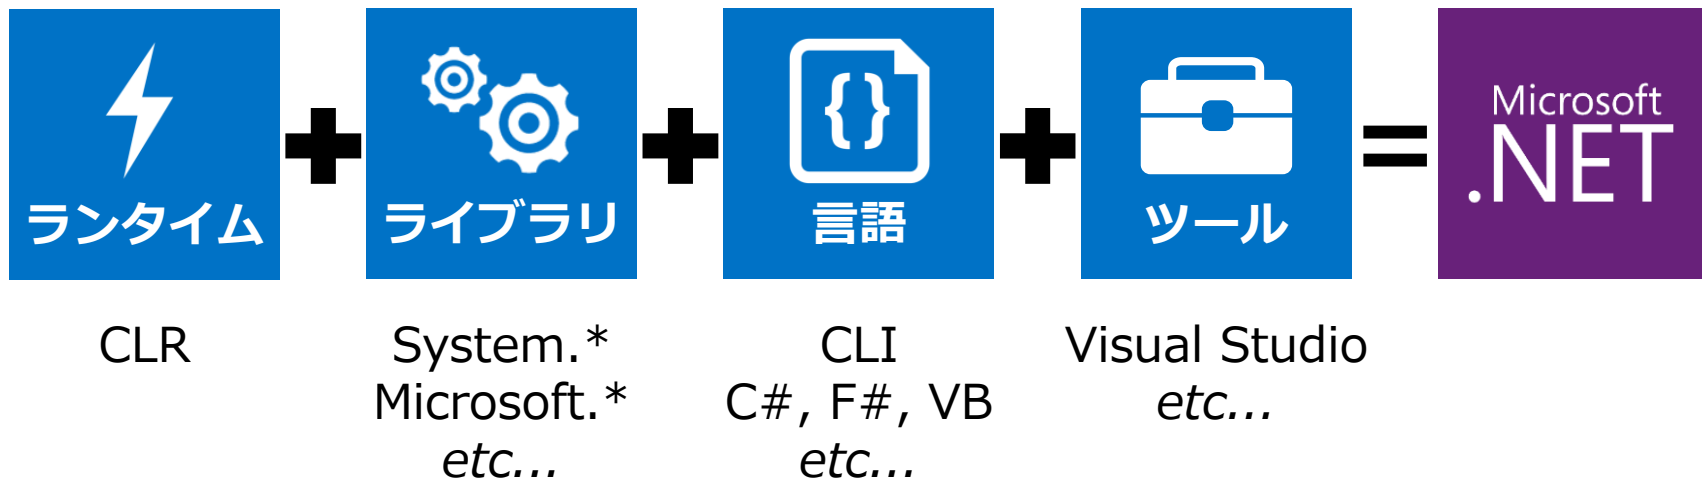 ランタイム
ライブラリ
言語
ツール
Microsoft
.NET
CLR
System.*
Microsoft.*
etc...
CLI
C#, F#, VB
etc...
Visual Studio
etc...